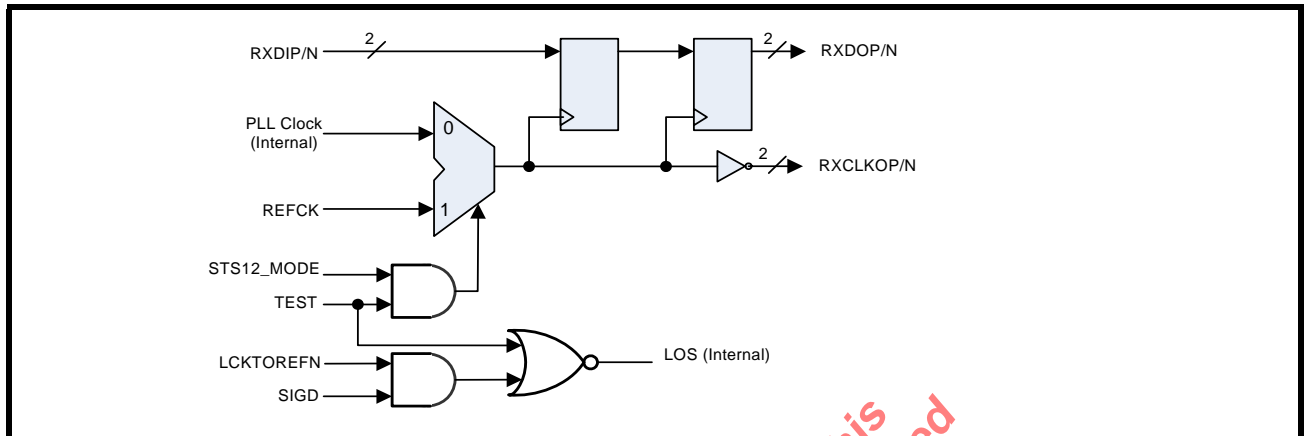 RXDIP/N
2
2
RXDOP/N
PLL Clock
(Internal)
0
2
RXCLKOP/N
REFCK
1
STS12_MODE
TEST
LCKTOREFN
SIGD
LOS (Internal)